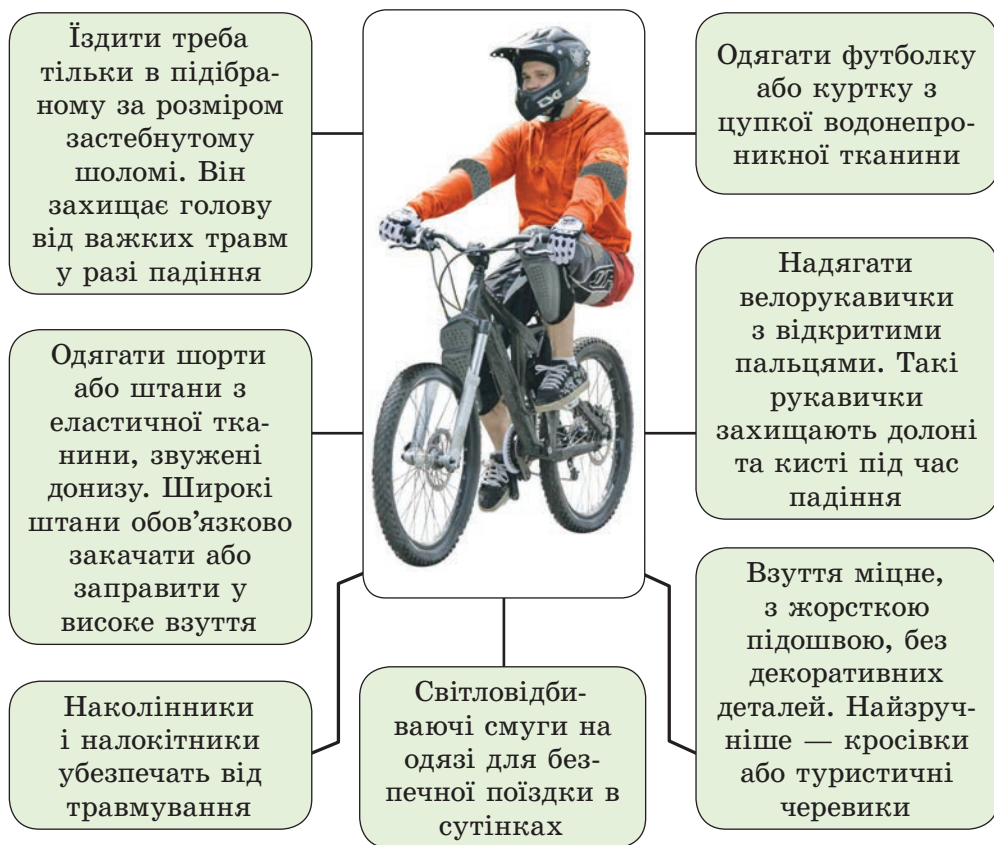 Їздити треба
тільки в підібра-
ному за розміром
застебнутому
шоломі. Він
захищає голову
від важких травм
у разі падіння
Одягати шорти
або штани з
еластичної тка-
нини, звужені
донизу. Широкі
штани обов’язково
закачати або
заправити у
високе взуття
Наколінники
і налокітники
убезпечать від
травмування
Світловідби-
ваючі смуги на
одязі для без-
печної поїздки в
сутінках
Одягати футболку
або куртку з
цупкої водонепро-
никної тканини
Надягати
велорукавички
з відкритими
пальцями. Такі
рукавички
захищають долоні
та кисті під час
падіння
Взуття міцне,
з жорсткою
підошвою, без
декоративних
деталей. Найзруч-
ніше — кросівки
або туристичні
черевики